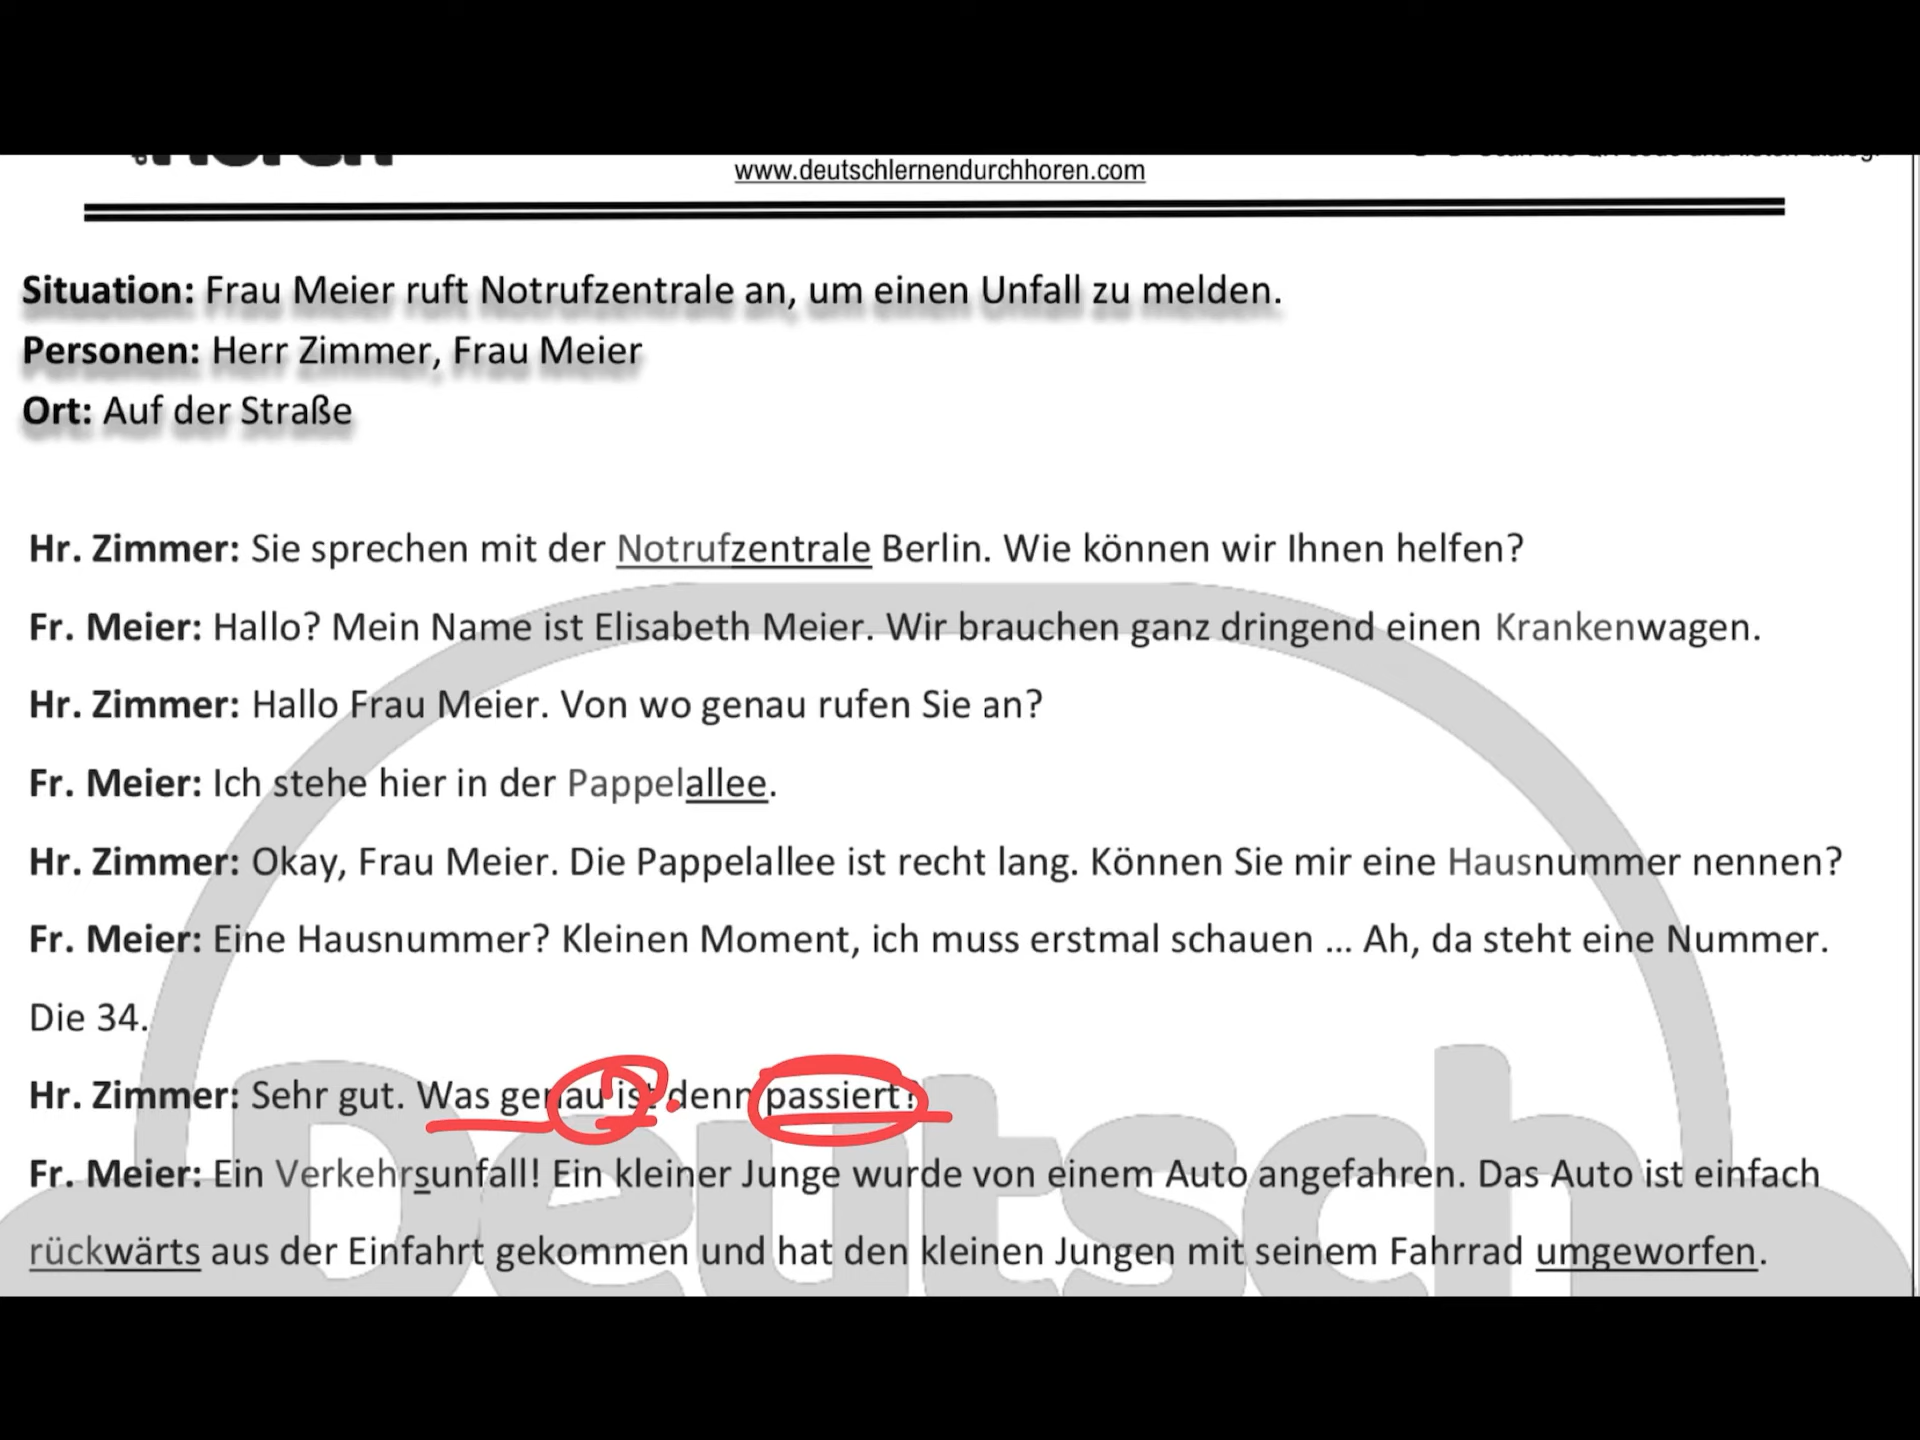 www.deutschlernendurchhoren.com
Situation: Frau Meier ruft Notrufzentrale an, um einen Unfall zu melden.
Personen: Herr Zimmer, Frau Meier
Ort: Auf der Straße
Hr. Zimmer: Sie sprechen mit der Notrufzentrale Berlin. Wie können wir Ihnen helfen?
Fr. Meier: Hallo? Mein Name ist Elisabeth Meier. Wir brauchen ganz dringend einen Krankenwagen.
Hr. Zimmer: Hallo Frau Meier. Von wo genau rufen Sie an?
Fr. Meier: Ich stehe hier in der Pappelallee.
Hr. Zimmer: Okay, Frau Meier. Die Pappelallee ist recht lang. Können Sie mir eine Hausnummer nennen?
Fr. Meier: Eine Hausnummer? Kleinen Moment, ich muss erstmal schauen ... Ah, da steht eine Nummer.
Die 34.
Hr. Zimmer: Sehr gut. Was genau ist denn passiert?
Fr. Meier: Ein Verkehrsunfall! Ein kleiner Junge wurde von einem Auto angefahren. Das Auto ist einfach
rückwärts aus der Einfahrt gekommen und hat den kleinen Jungen mit seinem Fahrrad umgeworfen.
Deutsch